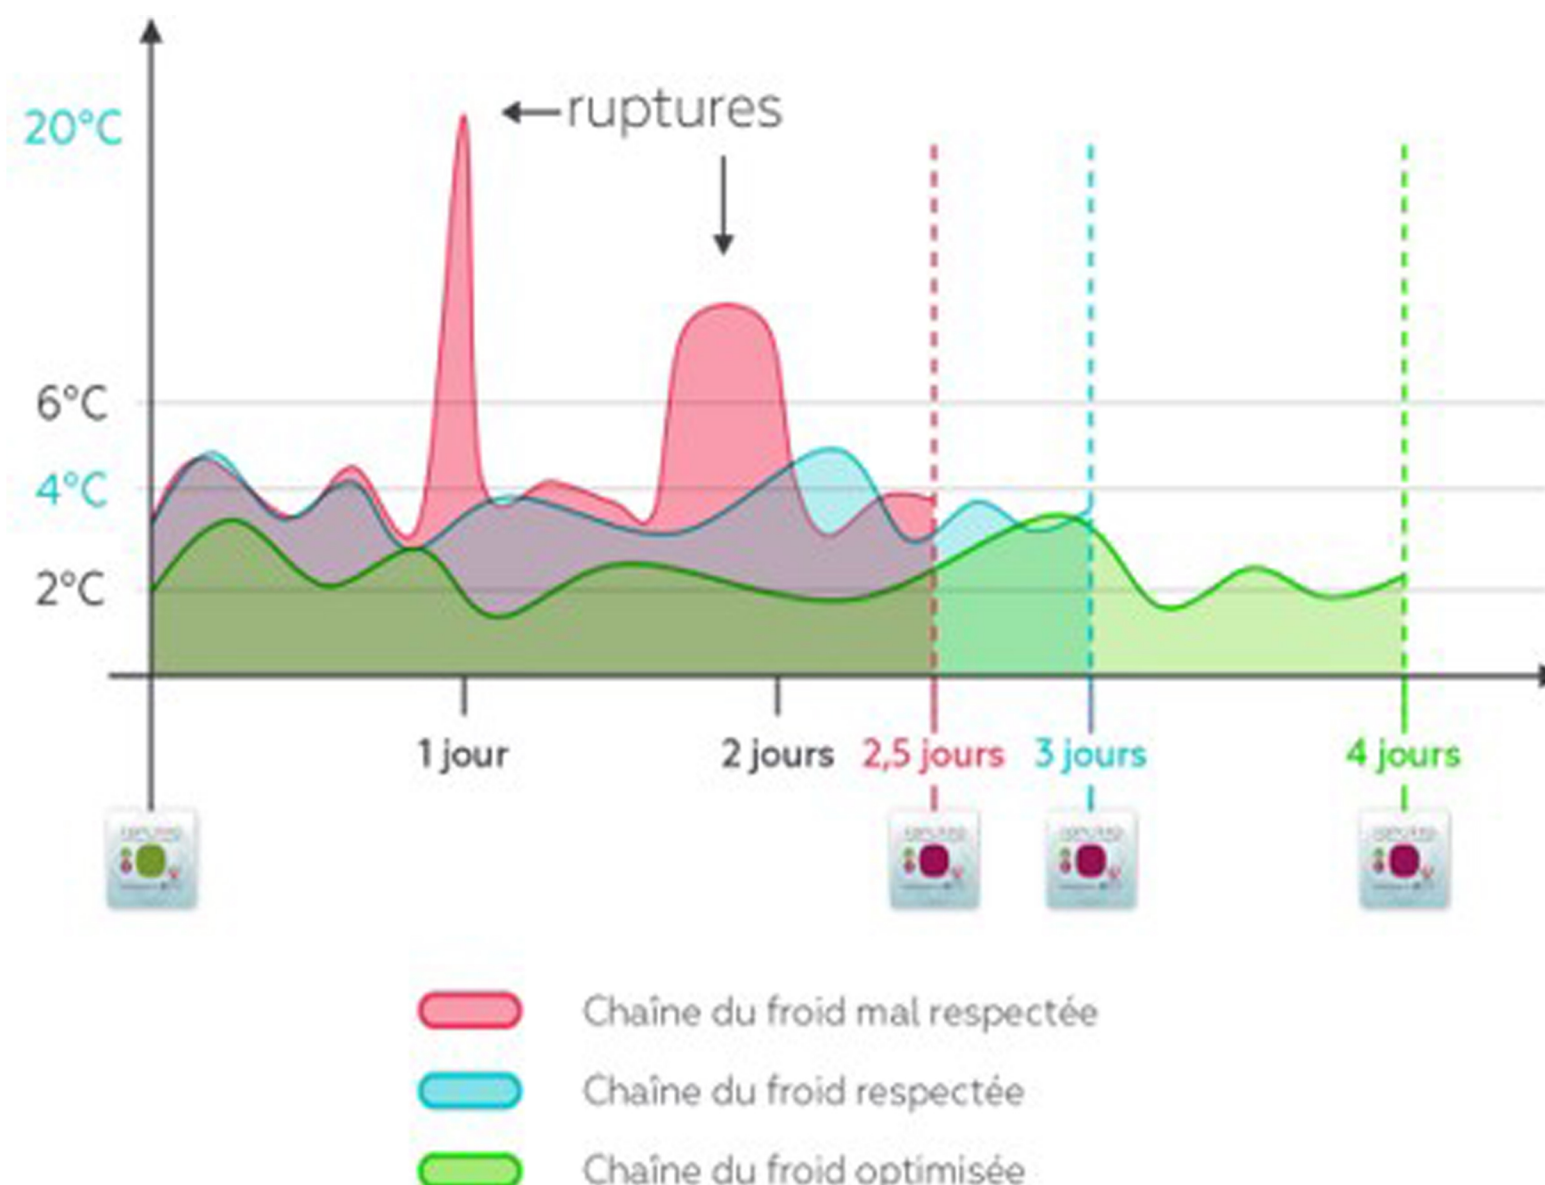 20°C
ruptures
6°C
4°C
2°C
1 jour
2 jours
2,5 jours
3 jours
4 jours
Chaîne du froid mal respectée
Chaîne du froid respectée
Chaîne du froid optimisée